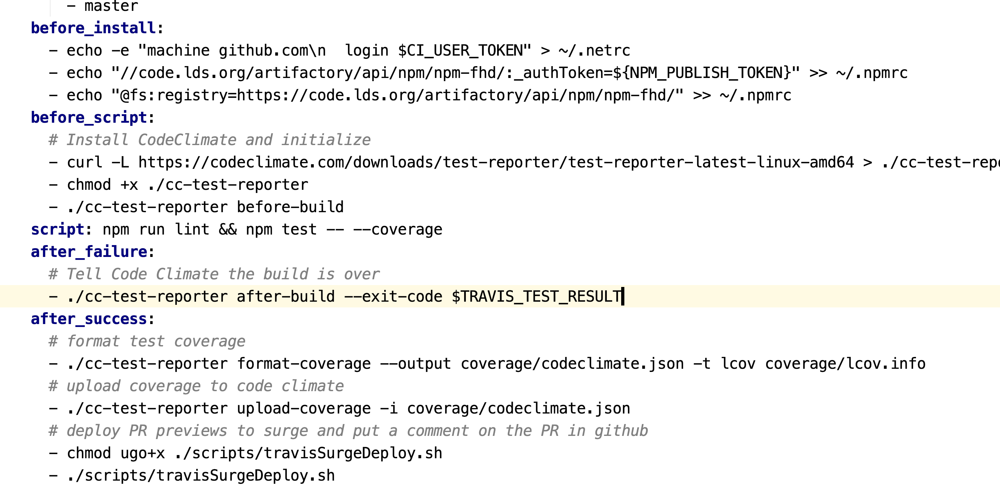 - master
before_install:
- echo -e "machine github.com\n  login $CI_USER_TOKEN" > ~/.netrc
- echo "//code.lds.org/artifactory/api/npm/npm-fhd/:_authToken=${NPM_PUBLISH_TOKEN}" >> ~/.npmrc
- echo "@fs:registry=https://code.lds.org/artifactory/api/npm/npm-fhd/" >> ~/.npmrc
before_script:
# Install CodeClimate and initialize
- curl -L https://codeclimate.com/downloads/test-reporter/test-reporter-latest-linux-amd64 > ./cc-test-repo
- chmod +x ./cc-test-reporter
- ./cc-test-reporter before-build
script: npm run lint && npm test -- --coverage
after_failure:
# Tell Code Climate the build is over
- ./cc-test-reporter after-build --exit-code $TRAVIS_TEST_RESULT
after_success:
# format test coverage
- ./cc-test-reporter format-coverage --output coverage/codeclimate.json -t lcov coverage/lcov.info
# upload coverage to code climate
- ./cc-test-reporter upload-coverage -i coverage/codeclimate.json
# deploy PR previews to surge and put a comment on the PR in github
- chmod ugo+x ./scripts/travisSurgeDeploy.sh
- ./scripts/travisSurgeDeploy.sh